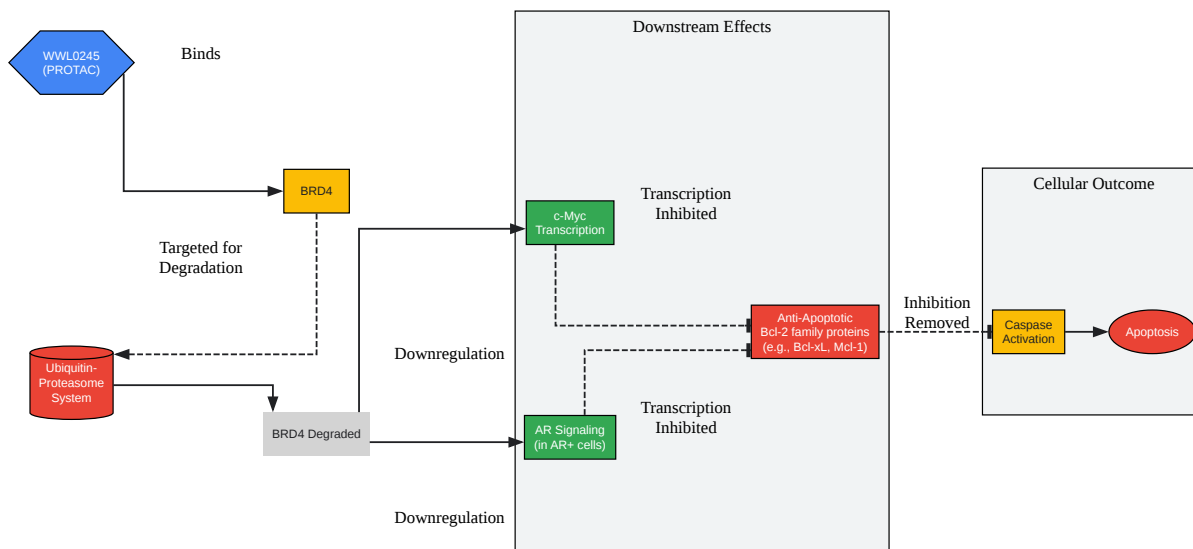 Downstream Effects
WWL0245
(PROTAC)
Binds
BRD4
Targeted for
Degradation
Ubiquitin-
Proteasome
System
BRD4 Degraded
Downregulation
Downregulation
c-Myc
Transcription
Transcription
Inhibited
AR Signaling
(in AR+ cells)
Transcription
Inhibited
Anti-Apoptotic
Bcl-2 family proteins
(e.g., Bcl-xL, Mcl-1)
Inhibition
Removed
Cellular Outcome
Caspase
Activation
Apoptosis